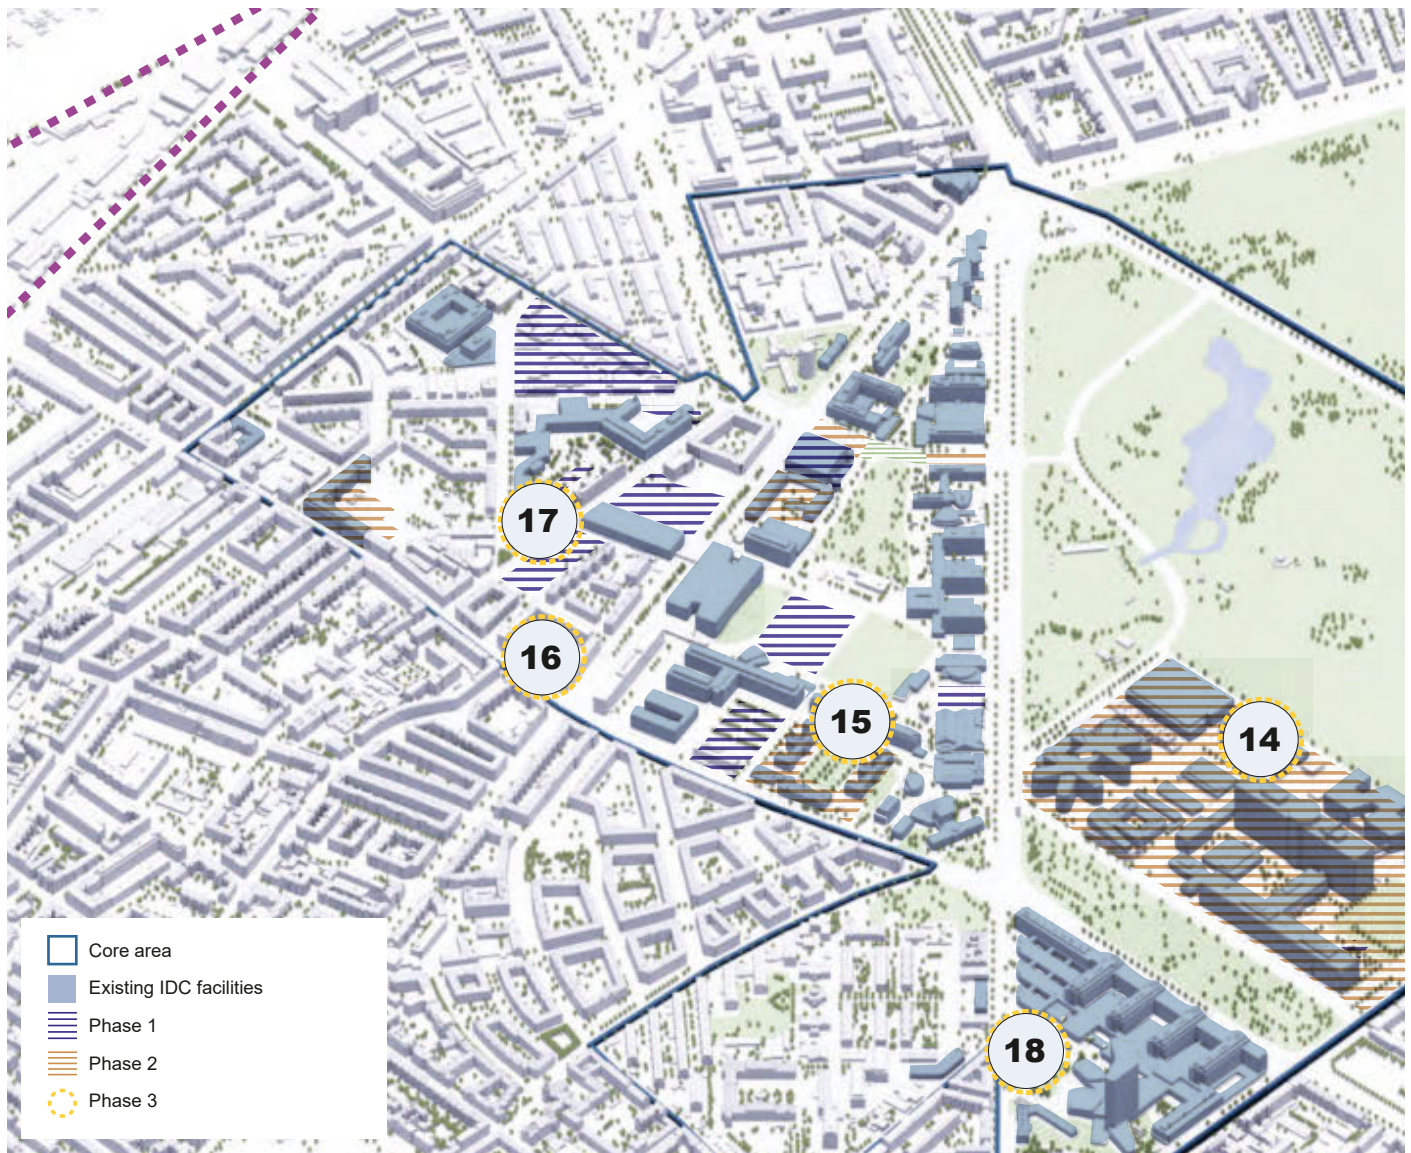 17
16
15
14
18
Core area
Existing IDC facilities
Phase 1
Phase 2
Phase 3